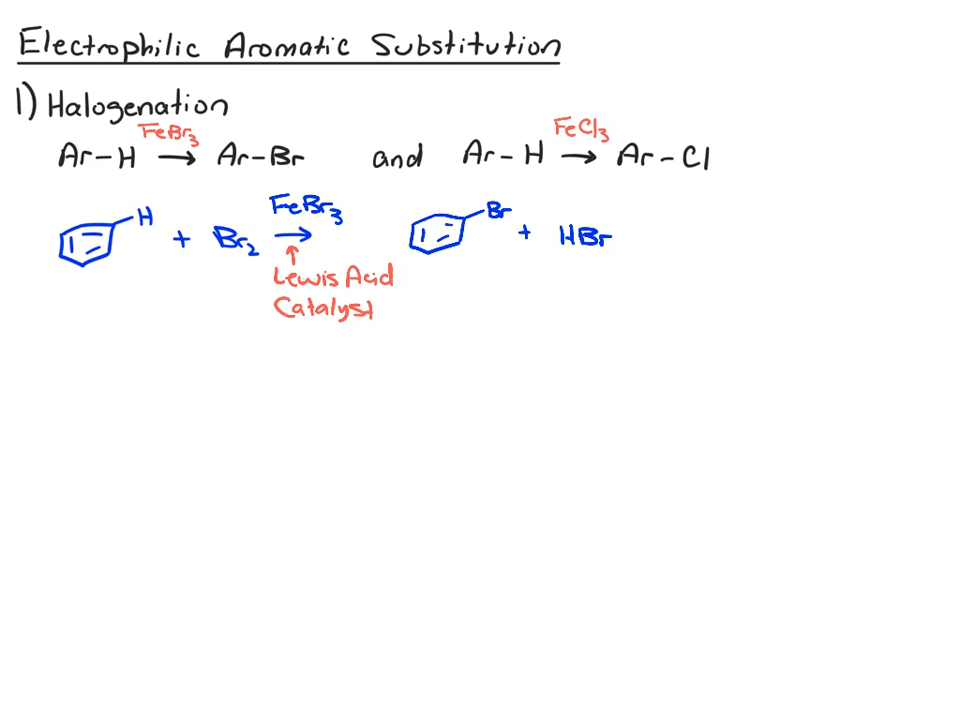 Electrophilic Aromatic Substitution
1) Halogenation
Ar-H FeBr3 → Ar-Br and Ar-H FeCl3 → Ar-Cl
H + Br2 FeBr3 → Br + HBr
↑
Lewis Acid
Catalyst